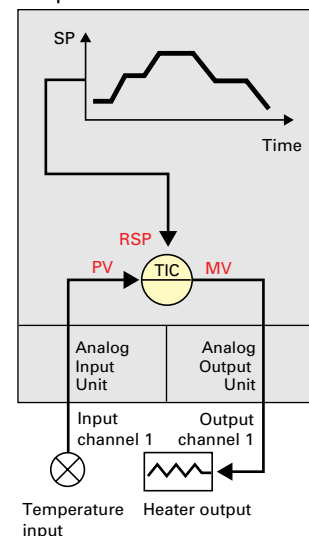 SP
Time
RSP
PV
TIC
MV
Analog
Input
Unit
Analog
Output
Unit
Input
channel 1
Output
channel 1
Temperature
input
Heater output